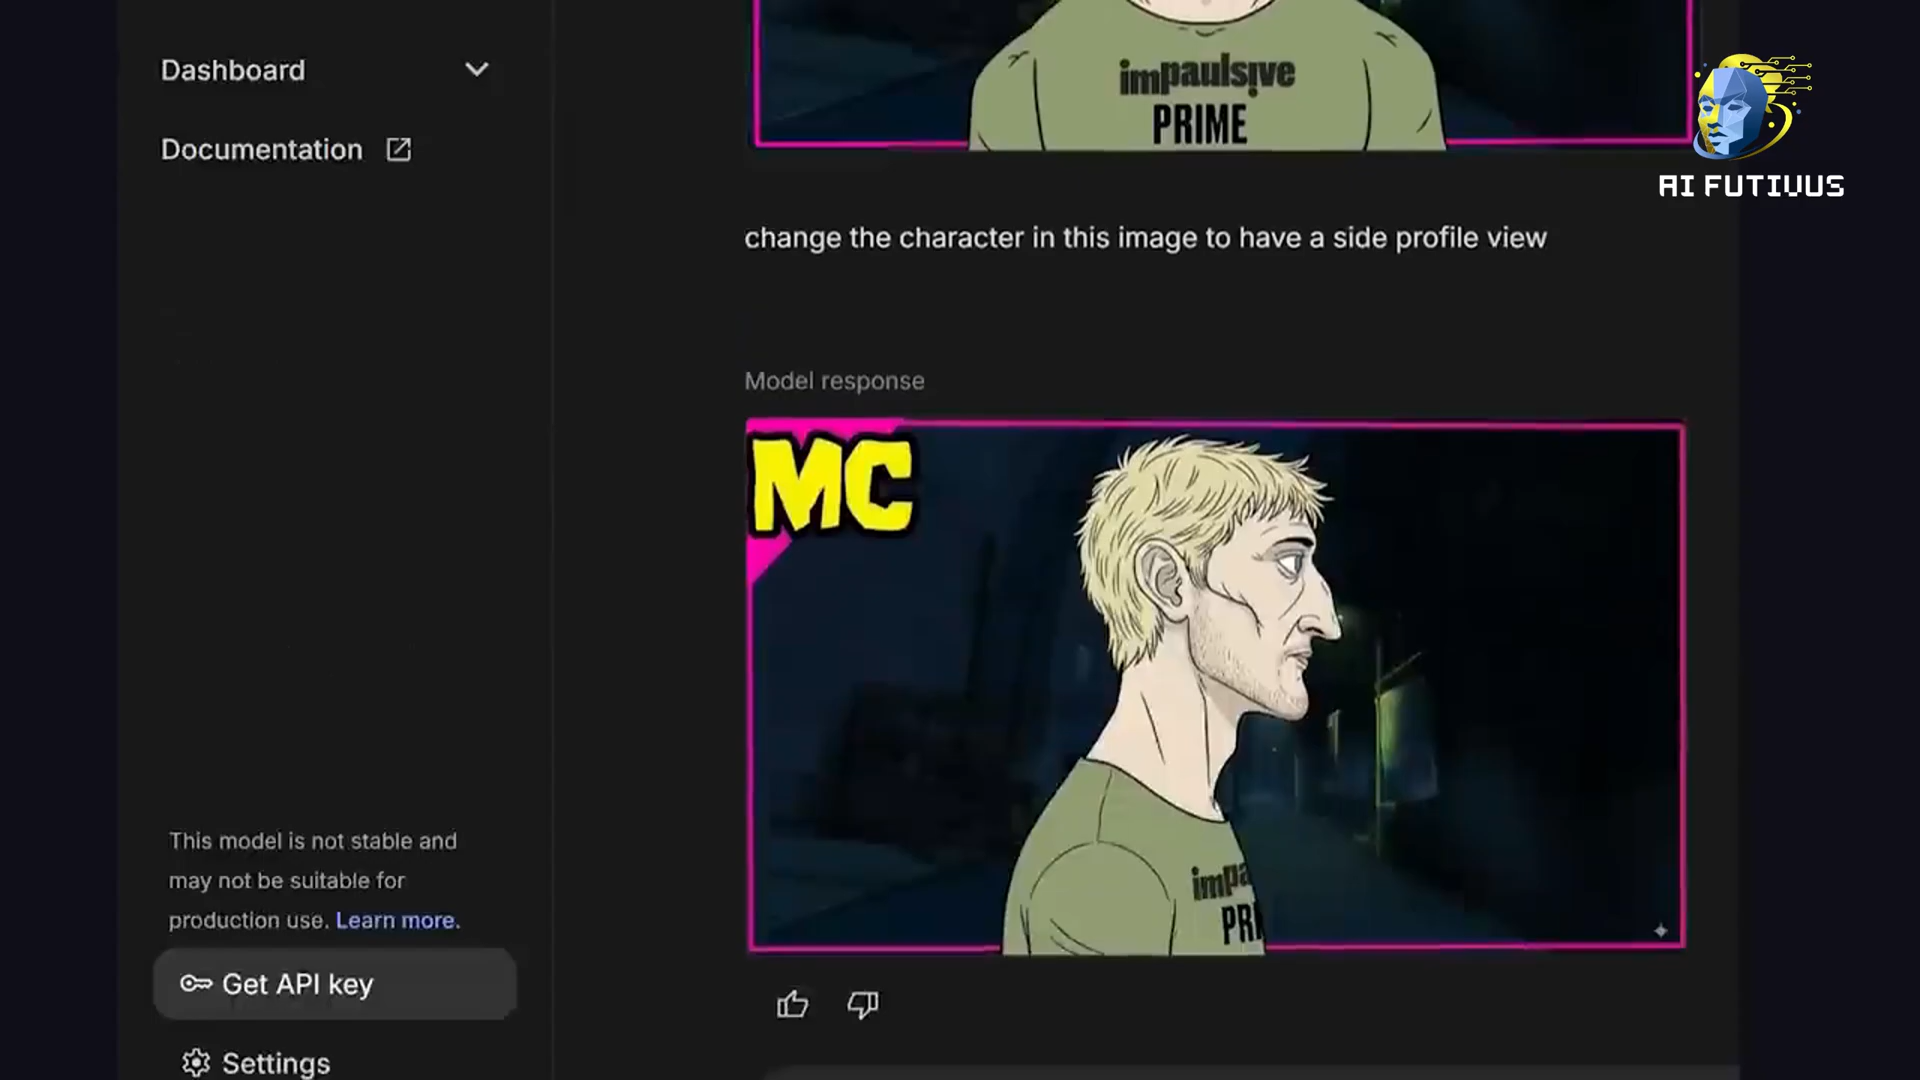 Dashboard
Documentation
impaulsive
PRIME
AI FUTIVUS
change the character in this image to have a side profile view
Model response
MC
impa
PRI
This model is not stable and
may not be suitable for
production use. Learn more.
Get API key
Settings